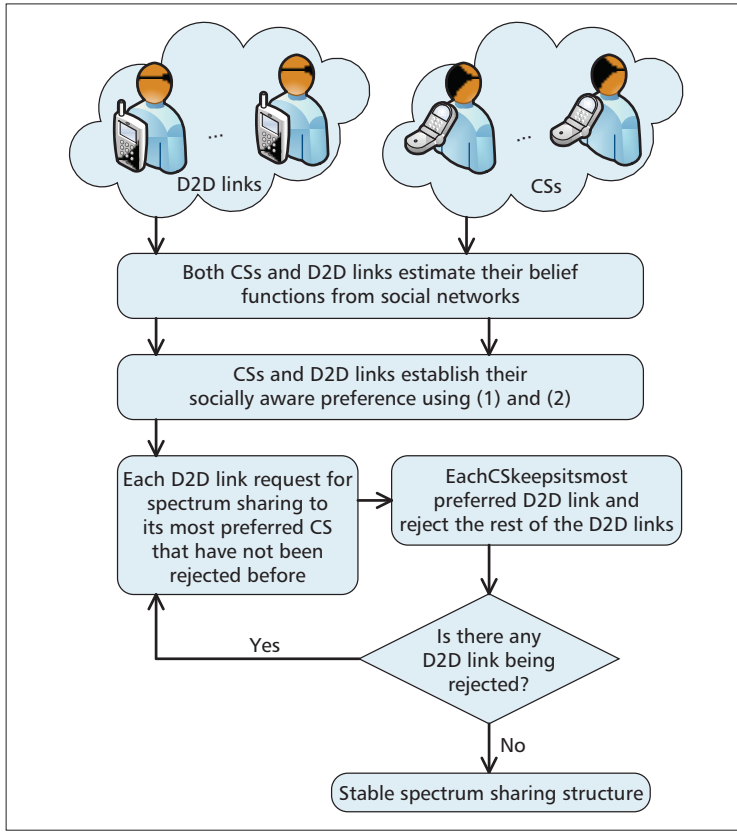 ...
...
D2D links
CSs
Both CSs and D2D links estimate their belief
functions from social networks
CSs and D2D links establish their
socially aware preference using (1) and (2)
Each D2D link request for
spectrum sharing to
its most preferred CS
that have not been
rejected before
EachCSkeepsitsmost
preferred D2D link and
reject the rest of the D2D links
Is there any
D2D link being
rejected?
Yes
No
Stable spectrum sharing structure